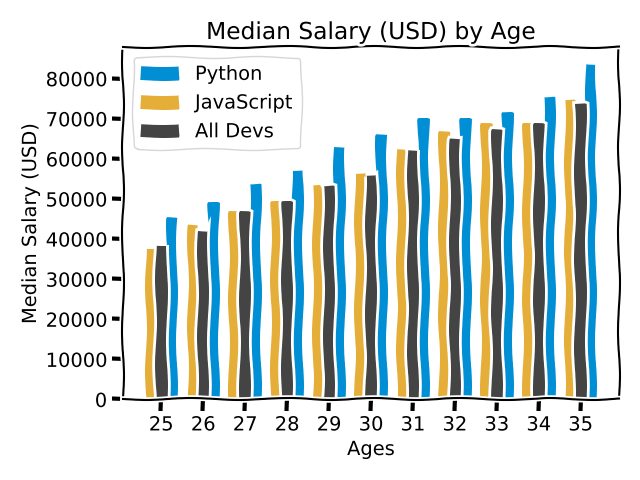 Median Salary (USD) by Age
Python
JavaScript
All Devs
Median Salary (USD)
80000
70000
60000
50000
40000
30000
20000
10000
0
25 26 27 28 29 30 31 32 33 34 35
Ages